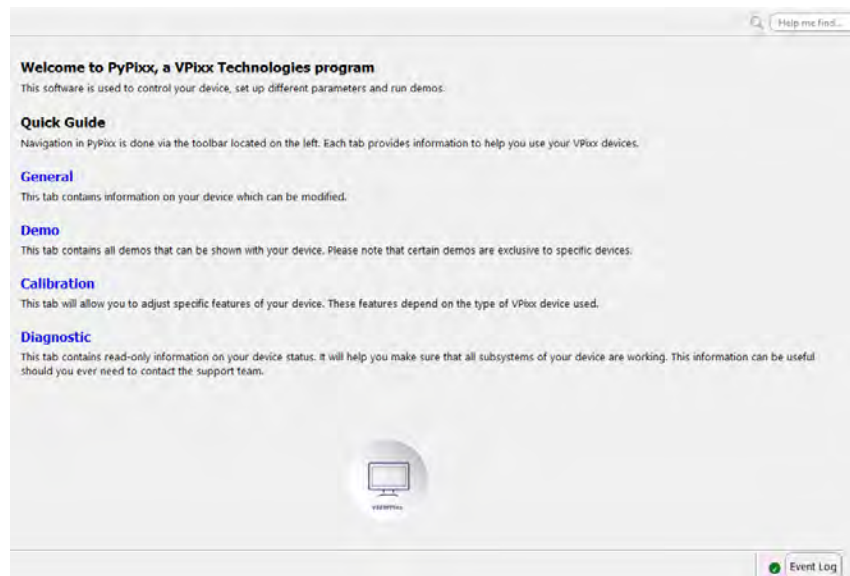 Help me find...
Welcome to PyPixx, a VPixx Technologies program
This software is used to control your device, set up different parameters and run demos.
Quick Guide
Navigation in PyPixx is done via the toolbar located on the left. Each tab provides information to help you use your VPixx devices.
General
This tab contains information on your device which can be modified.
Demo
This tab contains all demos that can be shown with your device. Please note that certain demos are exclusive to specific devices.
Calibration
This tab will allow you to adjust specific features of your device. These features depend on the type of VPixx device used.
Diagnostic
This tab contains read-only information on your device status. It will help you make sure that all subsystems of your device are working. This information can be useful
should you ever need to contact the support team.
Event Log